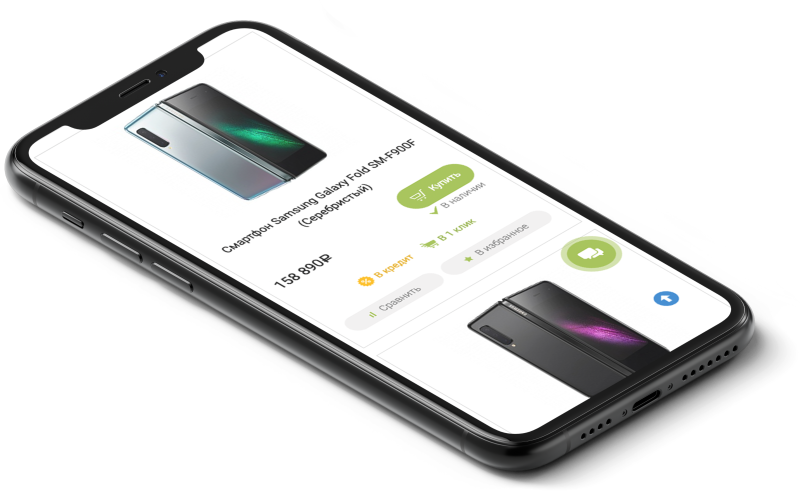 Смартфон Samsung Galaxy Fold SM-F900F
(Серебристый)
158 890₽
Купить
В наличии
В кредит
В 1 клик
Сравнить
В избранное